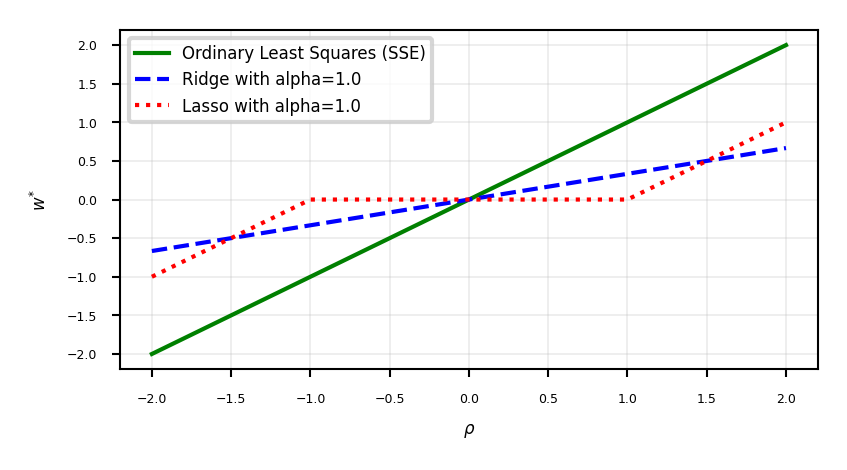 Ordinary Least Squares (SSE)
Ridge with alpha=1.0
Lasso with alpha=1.0
2.0
1.5
1.0
0.5
0.0
−0.5
−1.0
−1.5
−2.0
w*
−2.0 −1.5 −1.0 −0.5 0.0 0.5 1.0 1.5 2.0
ρ